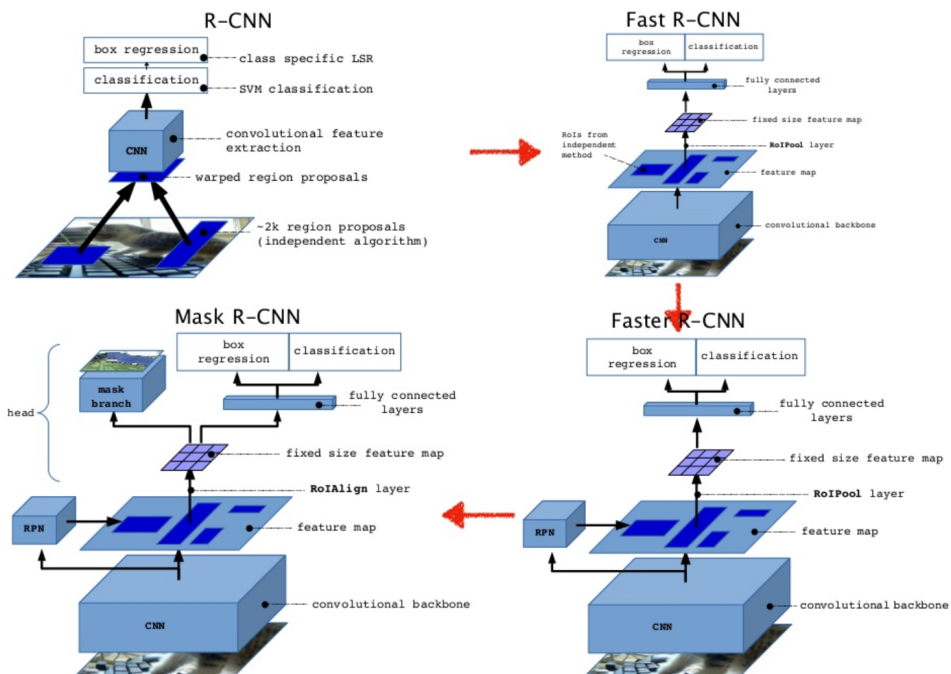 R-CNN
box regression
class specific LSR
classification
SVM classification
CNN
convolutional feature
extraction
warped region proposals
~2k region proposals
(independent algorithm)
Fast R-CNN
box
regression
classification
fully connected
layers
fixed size feature map
RoIs from
independent
method
RoIPool layer
feature map
CNN
convolutional backbone
Mask R-CNN
box
regression
classification
head
mask
branch
fully connected
layers
fixed size feature map
RoIAlign layer
RPN
feature map
convolutional backbone
CNN
Faster R-CNN
box
regression
classification
fully connected
layers
fixed size feature map
RoIPool layer
RPN
feature map
convolutional backbone
CNN